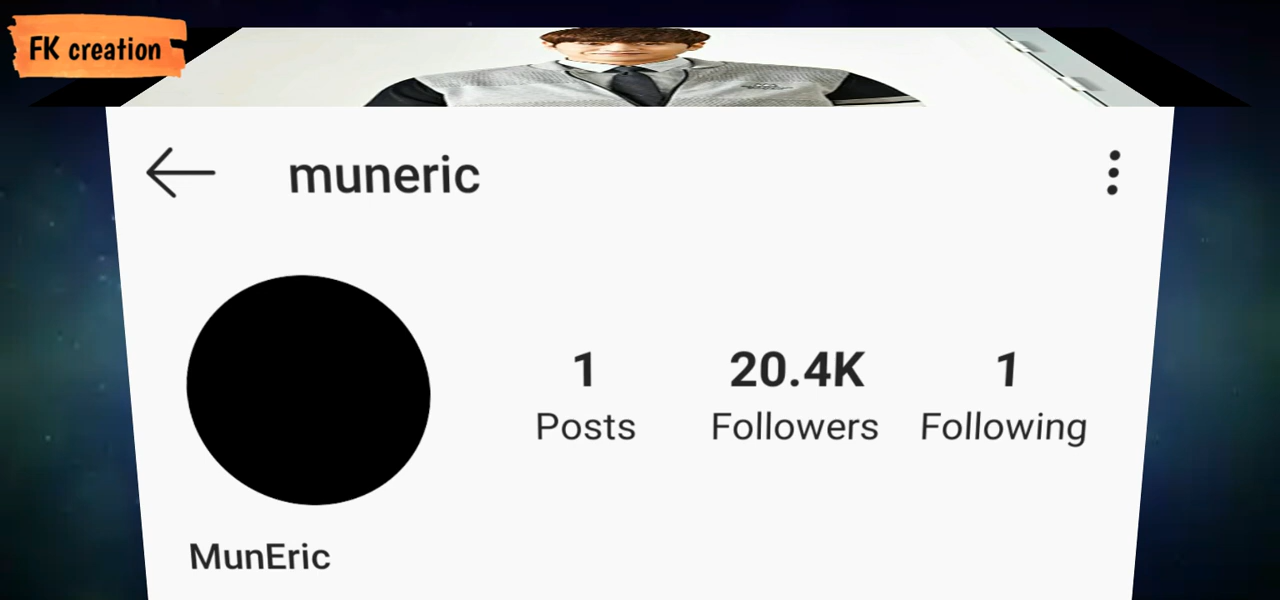 FK creation
muneric
1 20.4K 1
Posts Followers Following
MunEric